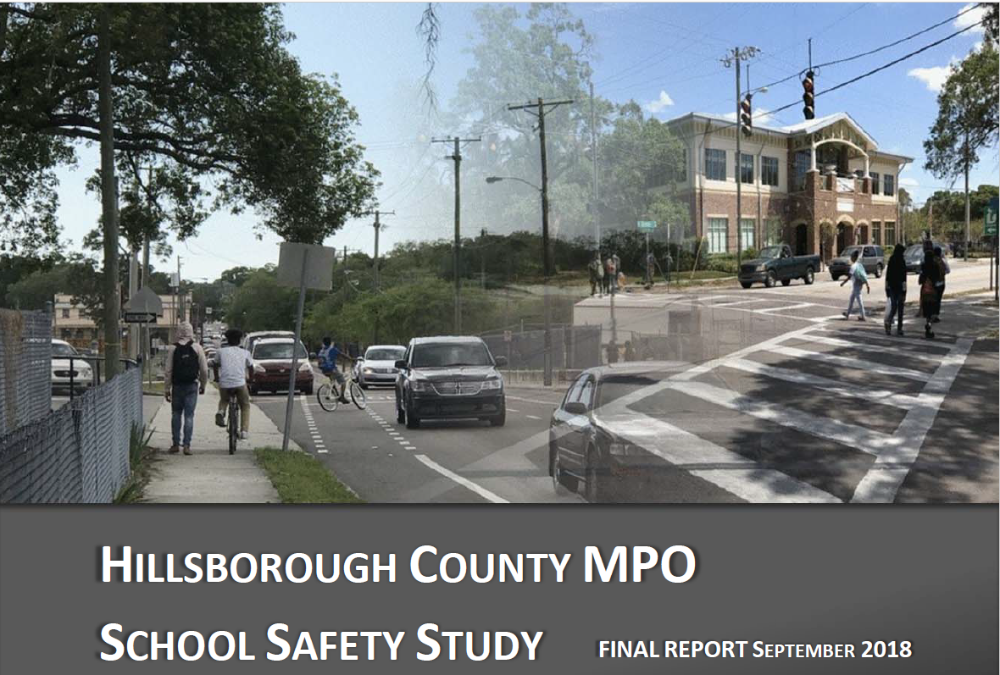 HILLSBOROUGH COUNTY MPO
SCHOOL SAFETY STUDY FINAL REPORT SEPTEMBER 2018